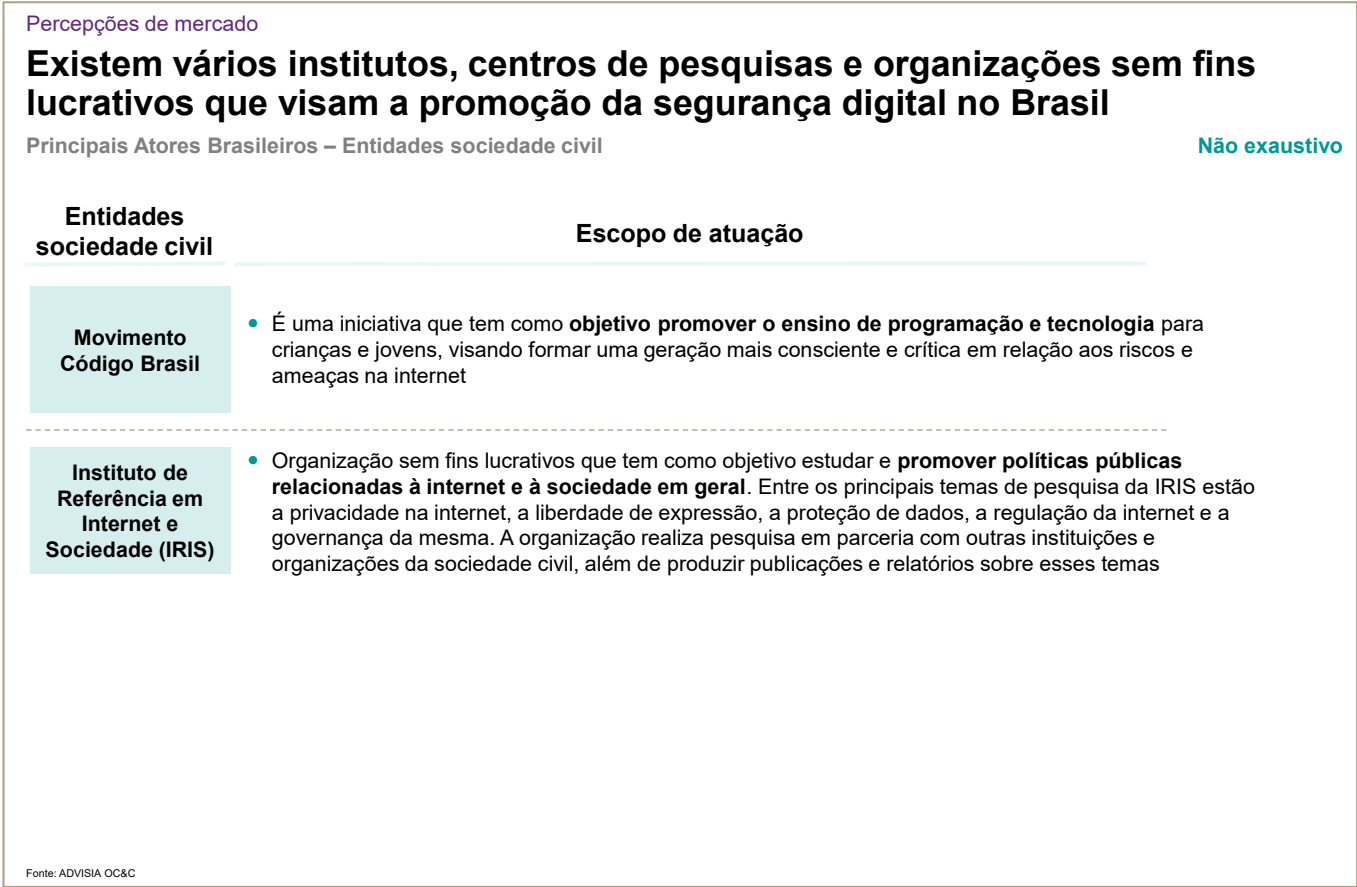 Percepções de mercado
Existem vários institutos, centros de pesquisas e organizações sem fins
lucrativos que visam a promoção da segurança digital no Brasil
Principais Atores Brasileiros – Entidades sociedade civil
Não exaustivo
Entidades
sociedade civil
Escopo de atuação
Movimento
Código Brasil
• É uma iniciativa que tem como objetivo promover o ensino de programação e tecnologia para
crianças e jovens, visando formar uma geração mais consciente e crítica em relação aos riscos e
ameaças na internet
Instituto de
Referência em
Internet e
Sociedade (IRIS)
• Organização sem fins lucrativos que tem como objetivo estudar e promover políticas públicas
relacionadas à internet e à sociedade em geral. Entre os principais temas de pesquisa da IRIS estão
a privacidade na internet, a liberdade de expressão, a proteção de dados, a regulação da internet e a
governança da mesma. A organização realiza pesquisa em parceria com outras instituições e
organizações da sociedade civil, além de produzir publicações e relatórios sobre esses temas
Fonte: ADVISIA OC&C